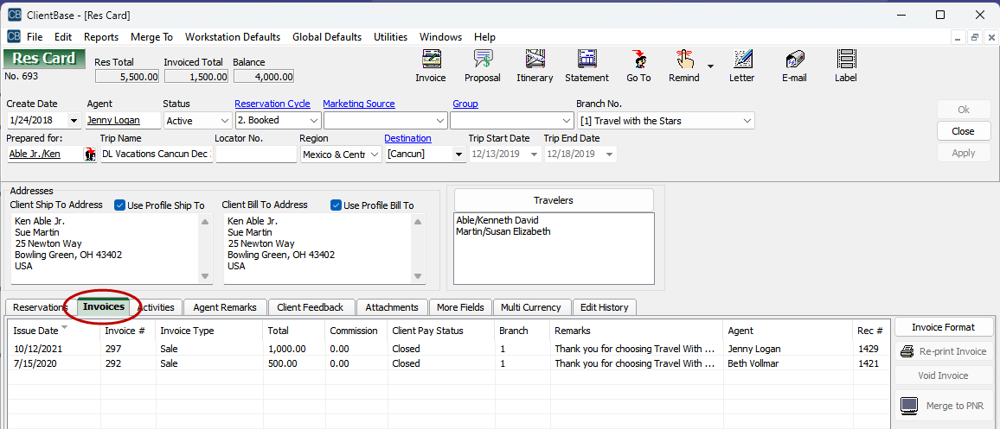 CB ClientBase - [Res Card]
CB File Edit Reports Merge To Workstation Defaults Global Defaults Utilities Windows Help
Res Card Res Total Invoiced Total Balance
No. 693 5,500.00 1,500.00 4,000.00
Invoice Proposal Itinerary Statement Go To Remind Letter E-mail Label
Create Date Agent Status Reservation Cycle Marketing Source Group Branch No.
1/24/2018 Jenny Logan Active 2. Booked [1] Travel with the Stars
Ok
Close
Apply
Prepared for: Trip Name Locator No. Region Destination Trip Start Date Trip End Date
Able Jr./Ken DL Vacations Cancun Dec Mexico & Centr [Cancun] 12/13/2019 12/18/2019
Addresses
Client Ship To Address Use Profile Ship To Client Bill To Address Use Profile Bill To
Ken Able Jr.
Sue Martin
25 Newton Way
Bowling Green, OH 43402
USA
Ken Able Jr.
Sue Martin
25 Newton Way
Bowling Green, OH 43402
USA
Travelers
Able/Kenneth David
Martin/Susan Elizabeth
Reservations Invoices Activities Agent Remarks Client Feedback Attachments More Fields Multi Currency Edit History
Issue Date Invoice # Invoice Type Total Commission Client Pay Status Branch Remarks Agent Rec #
10/12/2021 297 Sale 1,000.00 0.00 Closed 1 Thank you for choosing Travel With ... Jenny Logan 1429
7/15/2020 292 Sale 500.00 0.00 Closed 1 Thank you for choosing Travel With ... Beth Vollmar 1421
Invoice Format
Re-print Invoice
Void Invoice
Merge to PNR